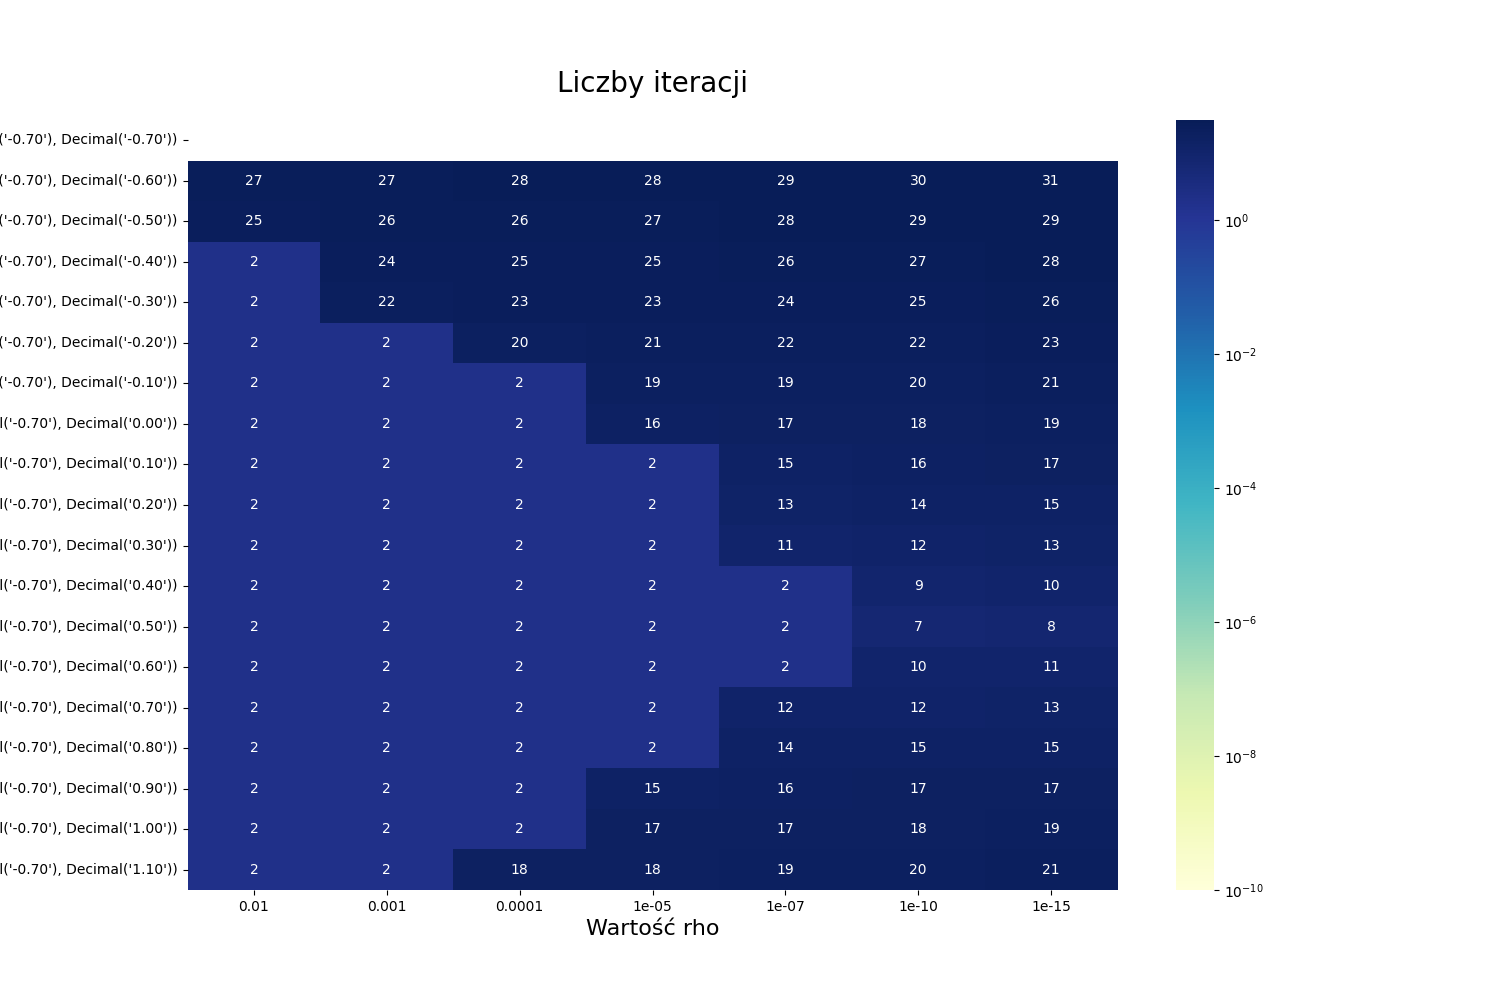 Liczby iteracji
('-0.70'), Decimal('-0.70'))
('-0.70'), Decimal('-0.60')) 27 27 28 28 29 30 31
('-0.70'), Decimal('-0.50')) 25 26 26 27 28 29 29
('-0.70'), Decimal('-0.40')) 2 24 25 25 26 27 28
('-0.70'), Decimal('-0.30')) 2 22 23 23 24 25 26
('-0.70'), Decimal('-0.20')) 2 2 20 21 22 22 23
('-0.70'), Decimal('-0.10')) 2 2 2 19 19 20 21
l('-0.70'), Decimal('0.00')) 2 2 2 16 17 18 19
l('-0.70'), Decimal('0.10')) 2 2 2 2 15 16 17
l('-0.70'), Decimal('0.20')) 2 2 2 2 13 14 15
l('-0.70'), Decimal('0.30')) 2 2 2 2 11 12 13
l('-0.70'), Decimal('0.40')) 2 2 2 2 2 9 10
l('-0.70'), Decimal('0.50')) 2 2 2 2 2 7 8
l('-0.70'), Decimal('0.60')) 2 2 2 2 2 10 11
l('-0.70'), Decimal('0.70')) 2 2 2 2 12 12 13
l('-0.70'), Decimal('0.80')) 2 2 2 2 14 15 15
l('-0.70'), Decimal('0.90')) 2 2 2 15 16 17 17
l('-0.70'), Decimal('1.00')) 2 2 2 17 17 18 19
l('-0.70'), Decimal('1.10')) 2 2 18 18 19 20 21
0.01 0.001 0.0001 1e-05 1e-07 1e-10 1e-15
Wartość rho
10⁰
10⁻²
10⁻⁴
10⁻⁶
10⁻⁸
10⁻¹⁰